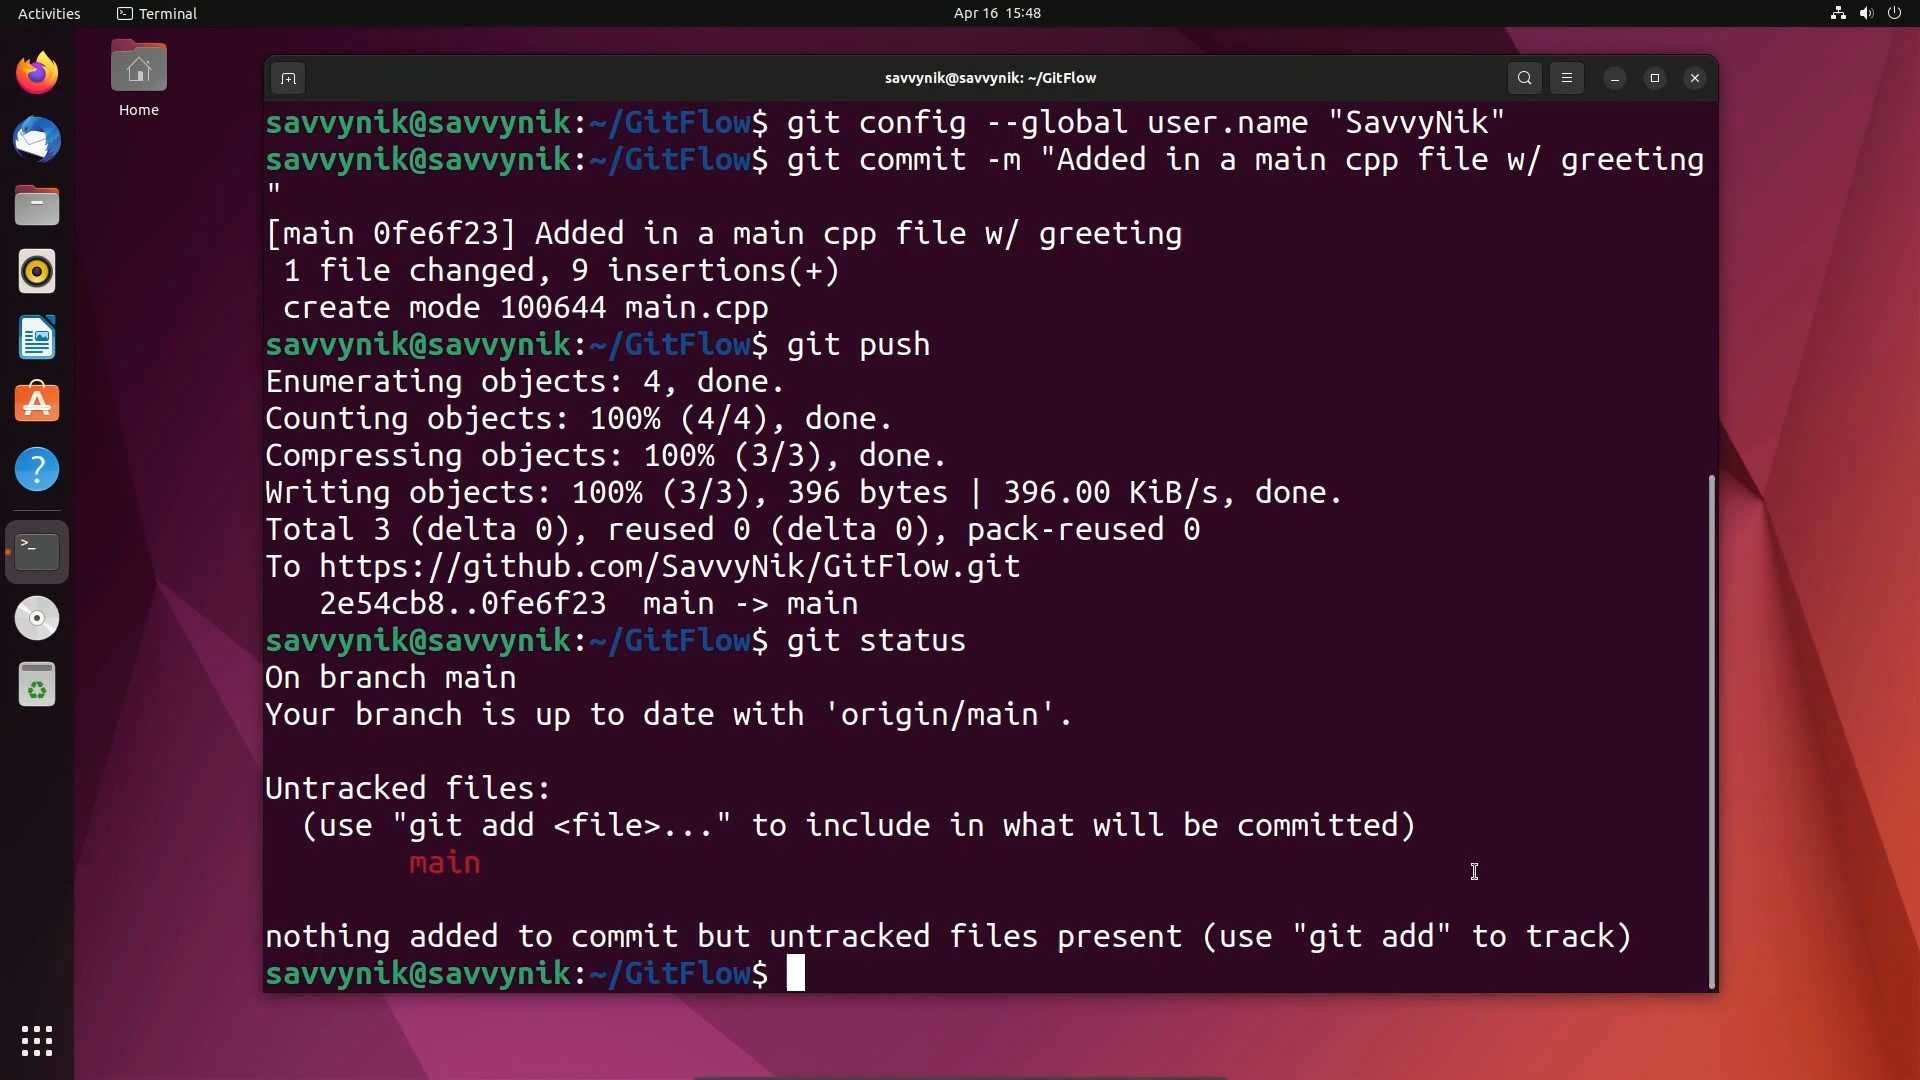 Activities
Terminal
Apr 16 15:48
Home
savvynik@savvynik: ~/GitFlow
savvynik@savvynik:~/GitFlow$ git config --global user.name "SavvyNik"
savvynik@savvynik:~/GitFlow$ git commit -m "Added in a main cpp file w/ greeting
"
[main 0fe6f23] Added in a main cpp file w/ greeting
 1 file changed, 9 insertions(+)
 create mode 100644 main.cpp
savvynik@savvynik:~/GitFlow$ git push
Enumerating objects: 4, done.
Counting objects: 100% (4/4), done.
Compressing objects: 100% (3/3), done.
Writing objects: 100% (3/3), 396 bytes | 396.00 KiB/s, done.
Total 3 (delta 0), reused 0 (delta 0), pack-reused 0
To https://github.com/SavvyNik/GitFlow.git
   2e54cb8..0fe6f23  main -> main
savvynik@savvynik:~/GitFlow$ git status
On branch main
Your branch is up to date with 'origin/main'.
Untracked files:
  (use "git add <file>..." to include in what will be committed)
        main
nothing added to commit but untracked files present (use "git add" to track)
savvynik@savvynik:~/GitFlow$